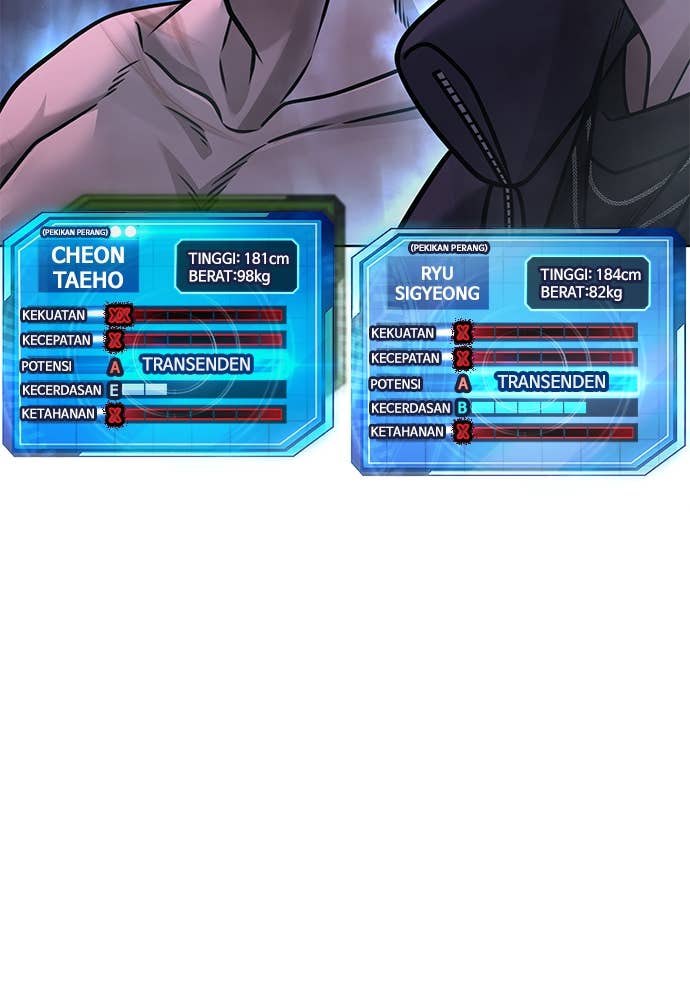 (PEKIKAN PERANG)
CHEON
TAEHO
TINGGI: 181cm
BERAT:98kg
KEKUATAN XX
KECEPATAN X
POTENSI A TRANSENDEN
KECERDASAN E
KETAHANAN X
(PEKIKAN PERANG)
RYU
SIGYEONG
TINGGI: 184cm
BERAT:82kg
KEKUATAN X
KECEPATAN X
POTENSI A TRANSENDEN
KECERDASAN B
KETAHANAN X